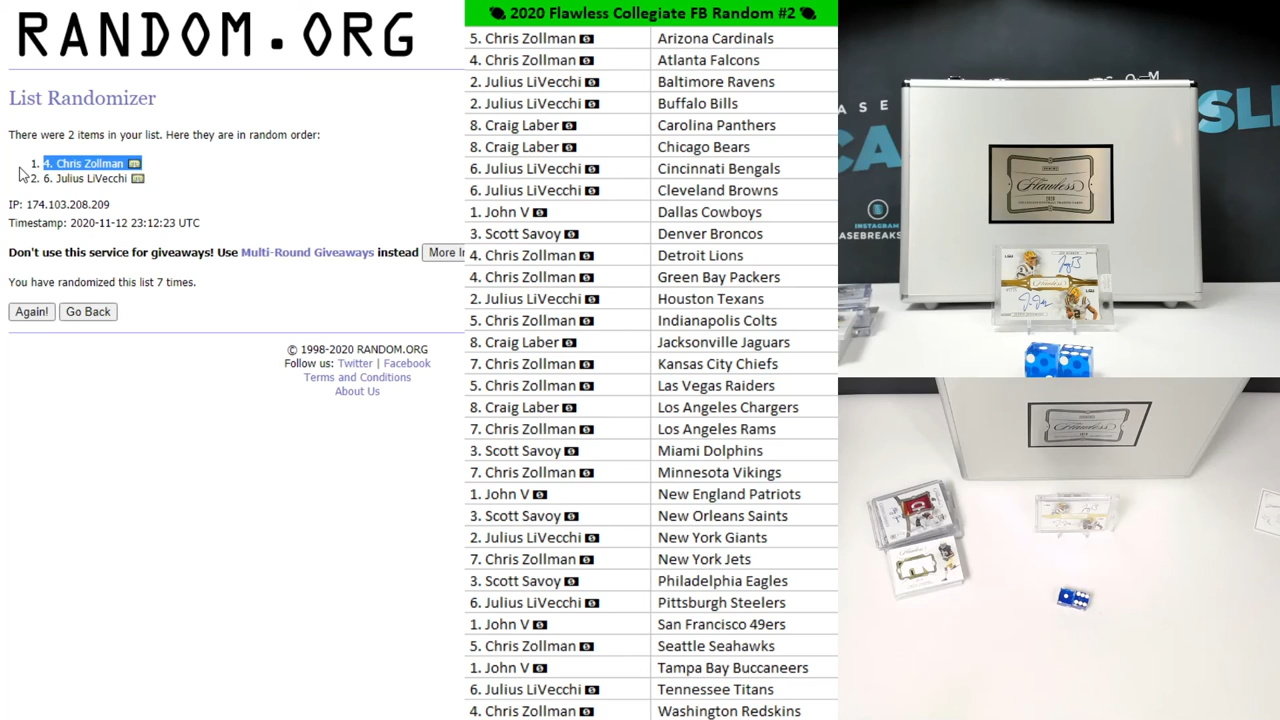 RANDOM.ORG
List Randomizer
There were 2 items in your list. Here they are in random order:
1. 4. Chris Zollman
2. 6. Julius LiVecchi
IP: 174.103.208.209
Timestamp: 2020-11-12 23:12:23 UTC
Don't use this service for giveaways! Use Multi-Round Giveaways instead More In
You have randomized this list 7 times.
Again! Go Back
© 1998-2020 RANDOM.ORG
Follow us: Twitter | Facebook
Terms and Conditions
About Us
2020 Flawless Collegiate FB Random #2
5. Chris Zollman Arizona Cardinals
4. Chris Zollman Atlanta Falcons
2. Julius LiVecchi Baltimore Ravens
2. Julius LiVecchi Buffalo Bills
8. Craig Laber Carolina Panthers
8. Craig Laber Chicago Bears
6. Julius LiVecchi Cincinnati Bengals
6. Julius LiVecchi Cleveland Browns
1. John V Dallas Cowboys
3. Scott Savoy Denver Broncos
4. Chris Zollman Detroit Lions
4. Chris Zollman Green Bay Packers
2. Julius LiVecchi Houston Texans
5. Chris Zollman Indianapolis Colts
8. Craig Laber Jacksonville Jaguars
7. Chris Zollman Kansas City Chiefs
5. Chris Zollman Las Vegas Raiders
8. Craig Laber Los Angeles Chargers
7. Chris Zollman Los Angeles Rams
3. Scott Savoy Miami Dolphins
7. Chris Zollman Minnesota Vikings
1. John V New England Patriots
3. Scott Savoy New Orleans Saints
2. Julius LiVecchi New York Giants
7. Chris Zollman New York Jets
3. Scott Savoy Philadelphia Eagles
6. Julius LiVecchi Pittsburgh Steelers
1. John V San Francisco 49ers
5. Chris Zollman Seattle Seahawks
1. John V Tampa Bay Buccaneers
6. Julius LiVecchi Tennessee Titans
4. Chris Zollman Washington Redskins
ASE
CA
SL
INSTAGRAM
ASEBREAKS
Flawless
2020
Flawless
Flawless
Flawless